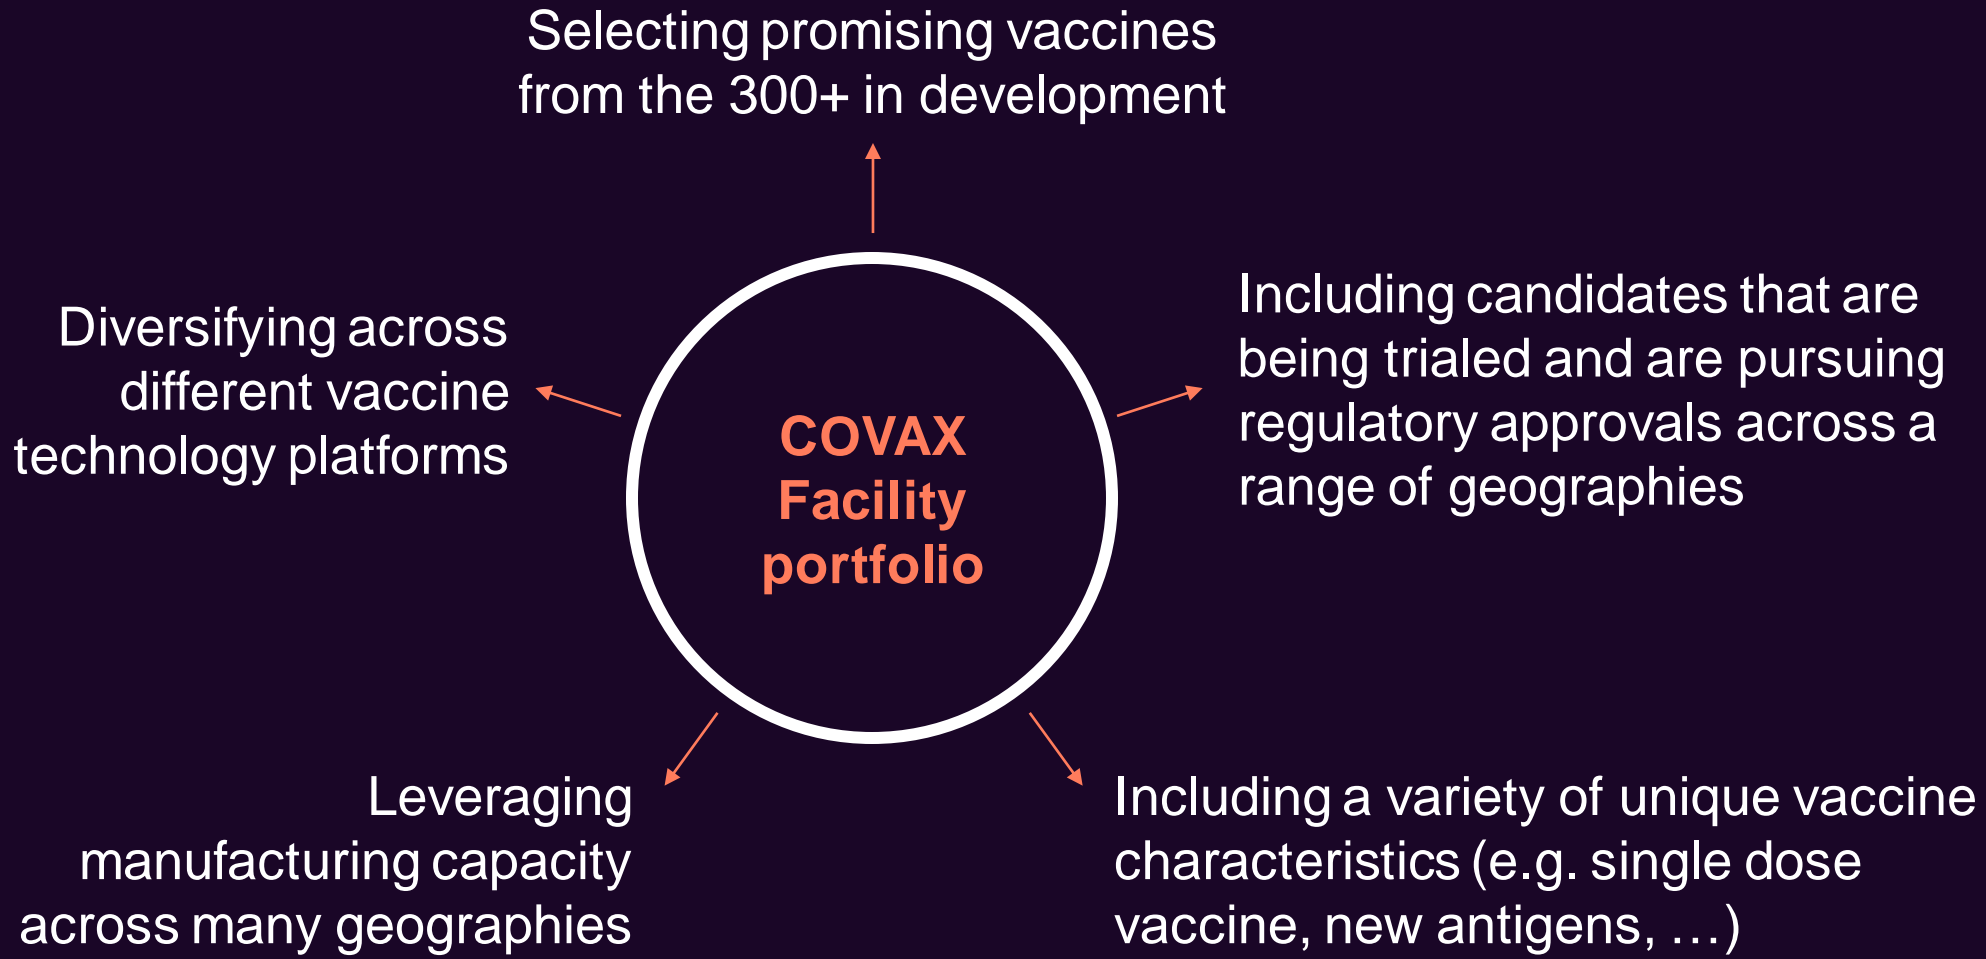 Selecting promising vaccines
from the 300+ in development
Diversifying across
different vaccine
technology platforms
Including candidates that are
being trialed and are pursuing
regulatory approvals across a
range of geographies
COVAX
Facility
portfolio
Leveraging
manufacturing capacity
across many geographies
Including a variety of unique vaccine
characteristics (e.g. single dose
vaccine, new antigens, …)